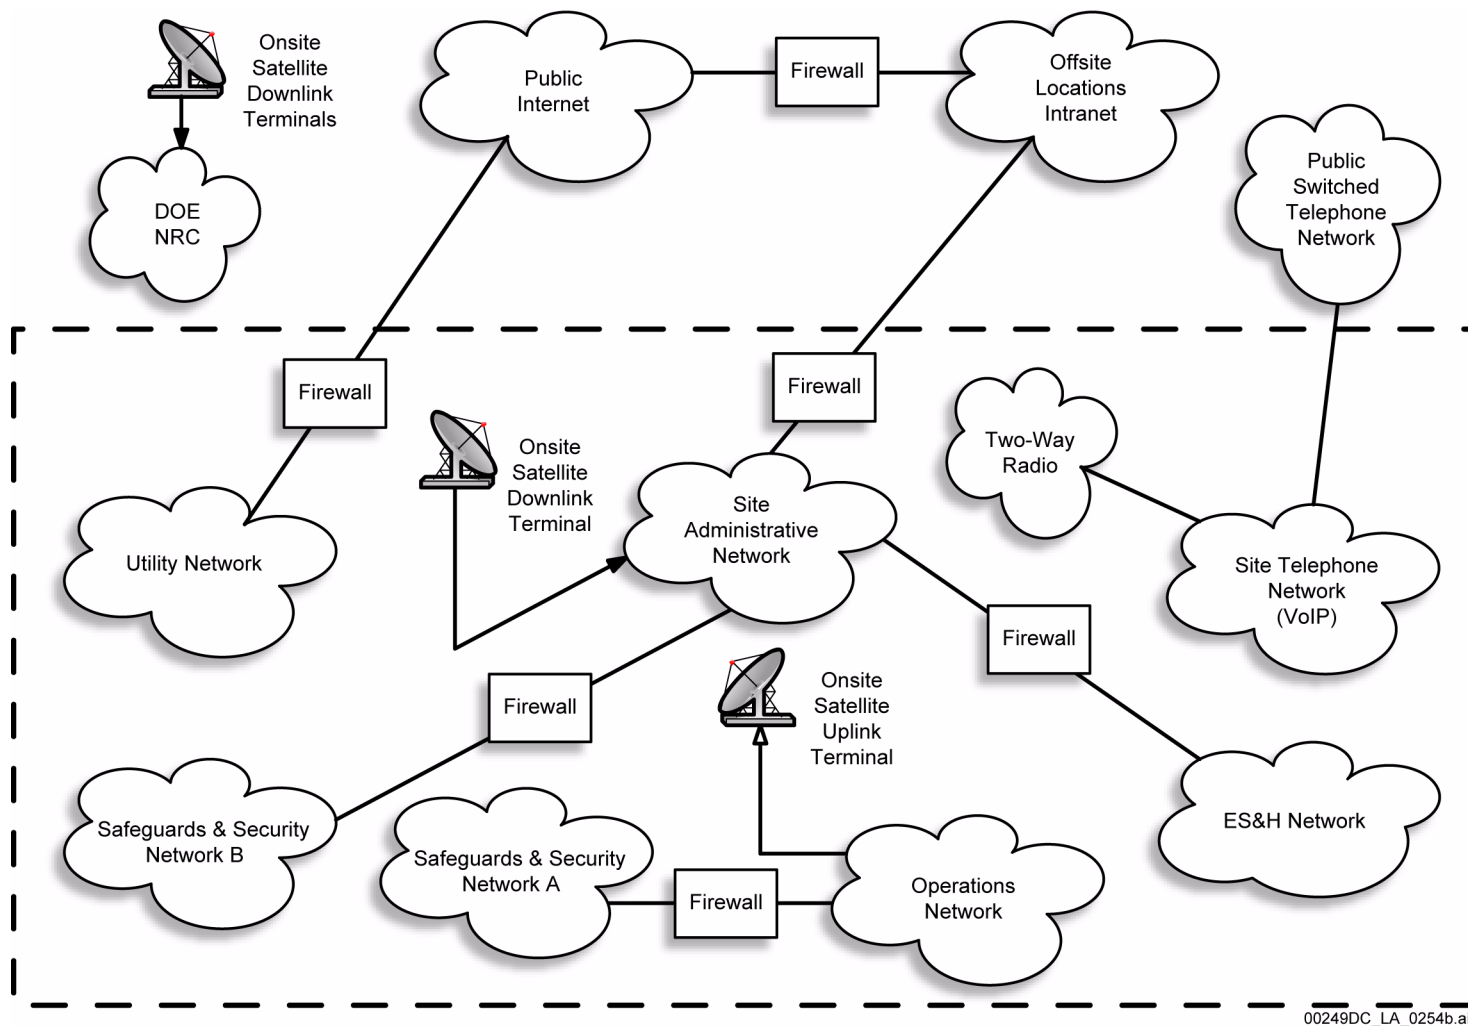 Onsite
Satellite
Downlink
Terminals
Public
Internet
Firewall
Offsite
Locations
Intranet
Public
Switched
Telephone
Network
DOE
NRC
Firewall
Firewall
Two-Way
Radio
Onsite
Satellite
Downlink
Terminal
Site
Administrative
Network
Utility Network
Site Telephone
Network
(VoIP)
Firewall
Firewall
Onsite
Satellite
Uplink
Terminal
Safeguards & Security
Network B
Safeguards & Security
Network A
Firewall
Operations
Network
ES&H Network
00249DC_LA_0254b.a